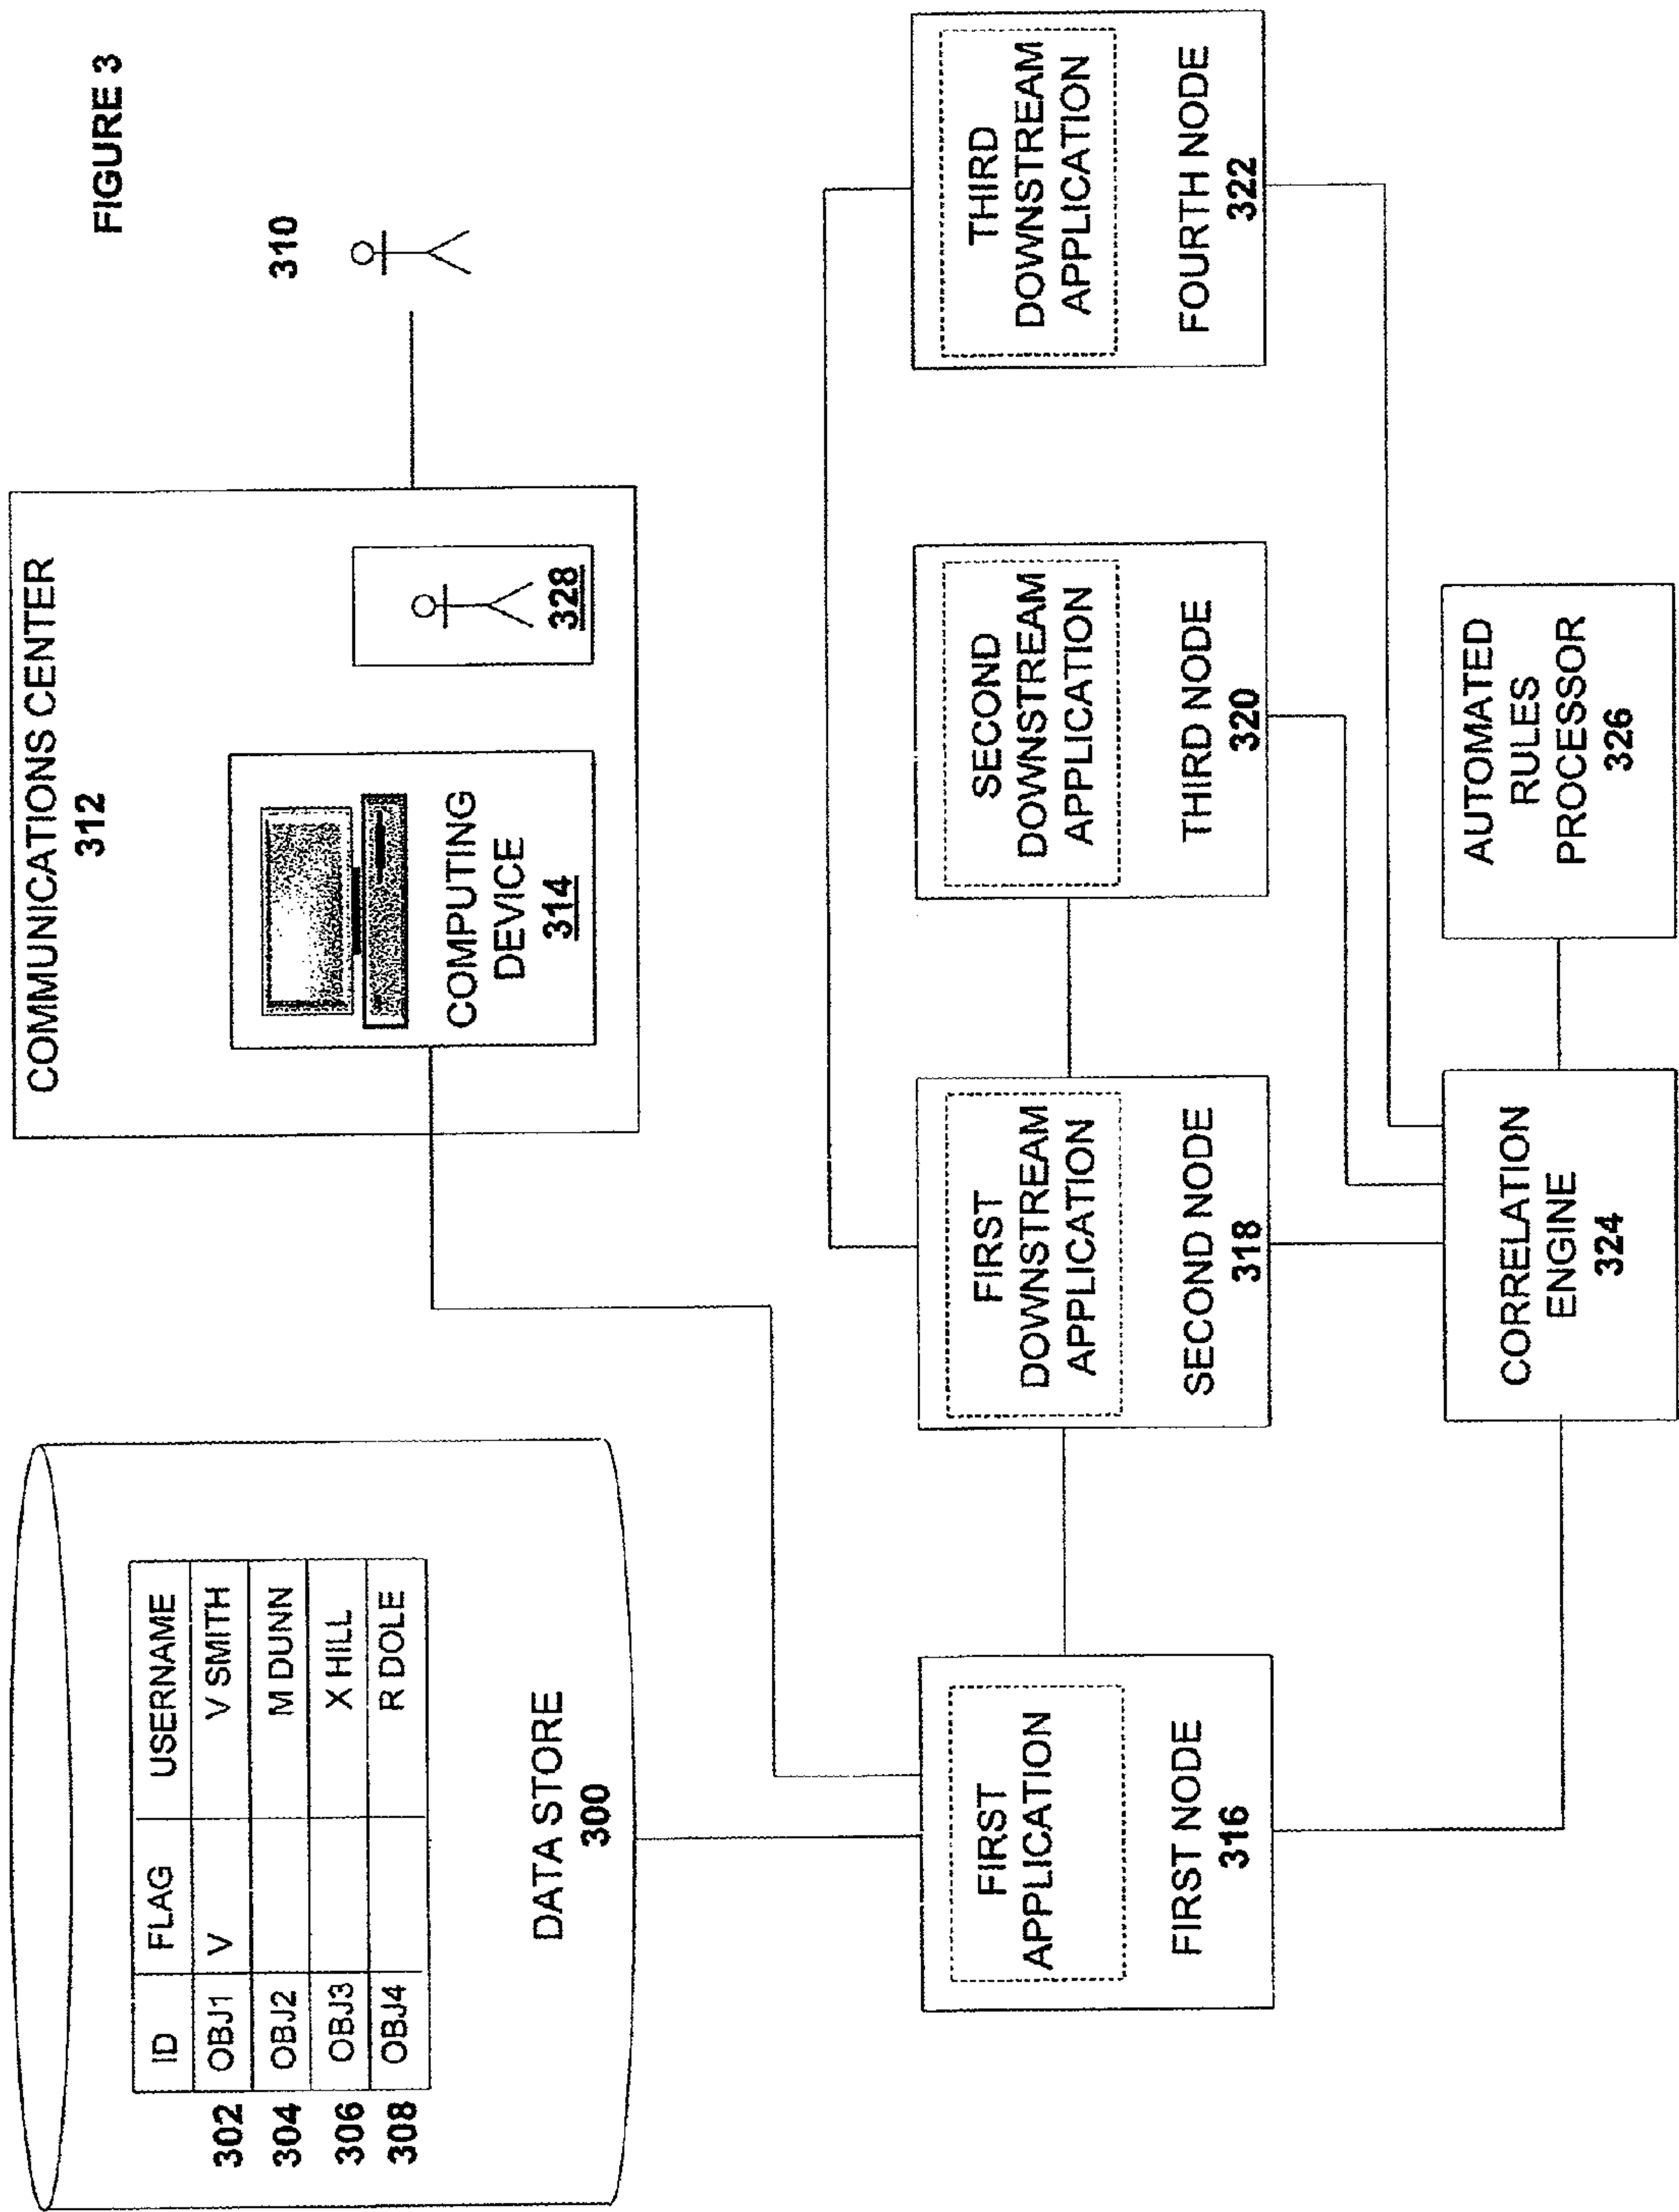 FIGURE 3
COMMUNICATIONS CENTER
312
310
COMPUTING
DEVICE
314
328
ID FLAG USERNAME
302 OBJ1 V V SMITH
304 OBJ2 M DUNN
306 OBJ3 X HILL
308 OBJ4 R DOLE
DATA STORE
300
FIRST
APPLICATION
FIRST NODE
316
FIRST
DOWNSTREAM
APPLICATION
SECOND NODE
318
SECOND
DOWNSTREAM
APPLICATION
THIRD NODE
320
THIRD
DOWNSTREAM
APPLICATION
FOURTH NODE
322
CORRELATION
ENGINE
324
AUTOMATED
RULES
PROCESSOR
326